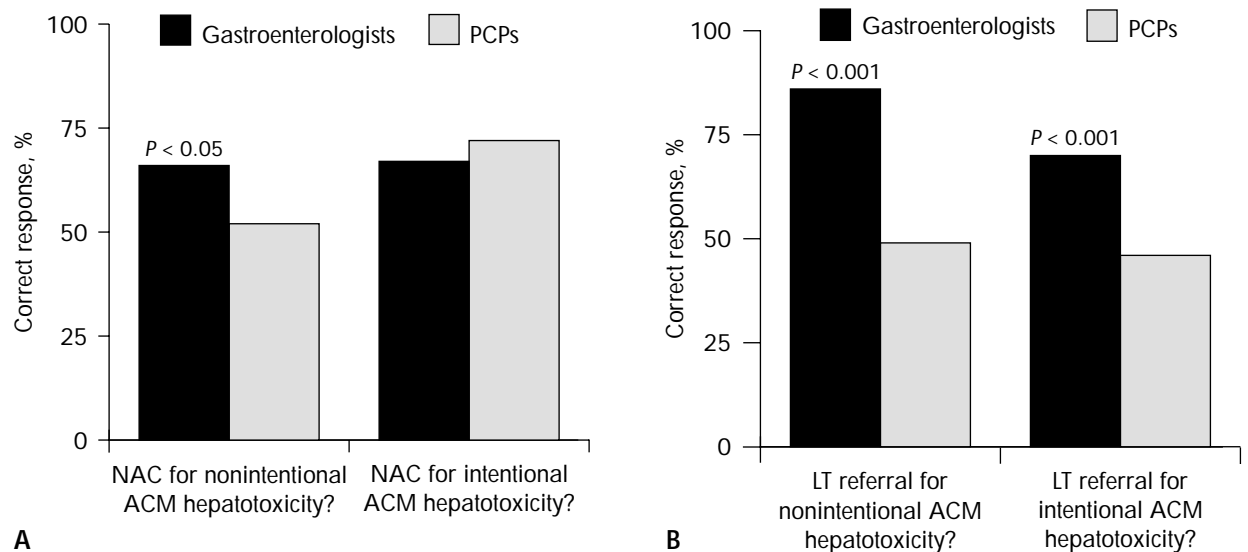 100
75
50
25
0
Correct response, %
Gastroenterologists
PCPs
P < 0.05
NAC for nonintentional
ACM hepatotoxicity?
NAC for intentional
ACM hepatotoxicity?
A
100
75
50
25
0
Correct response, %
Gastroenterologists
PCPs
P < 0.001
P < 0.001
LT referral for
nonintentional ACM
hepatotoxicity?
LT referral for
intentional ACM
hepatotoxicity?
B